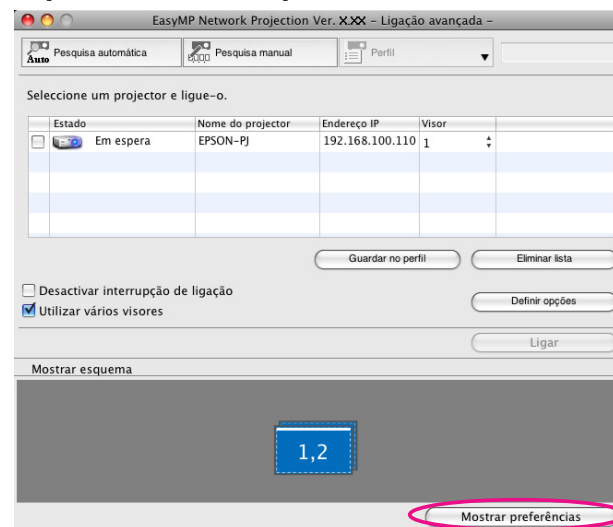 EasyMP Network Projection Ver. X.XX – Ligação avançada –
Auto Pesquisa automática Pesquisa manual Perfil
Seleccione um projector e ligue-o.
Estado Nome do projector Endereço IP Visor
Em espera EPSON-PJ 192.168.100.110 1
Guardar no perfil Eliminar lista
Desactivar interrupção de ligação
Utilizar vários visores
Definir opções
Ligar
Mostrar esquema
1,2
Mostrar preferências